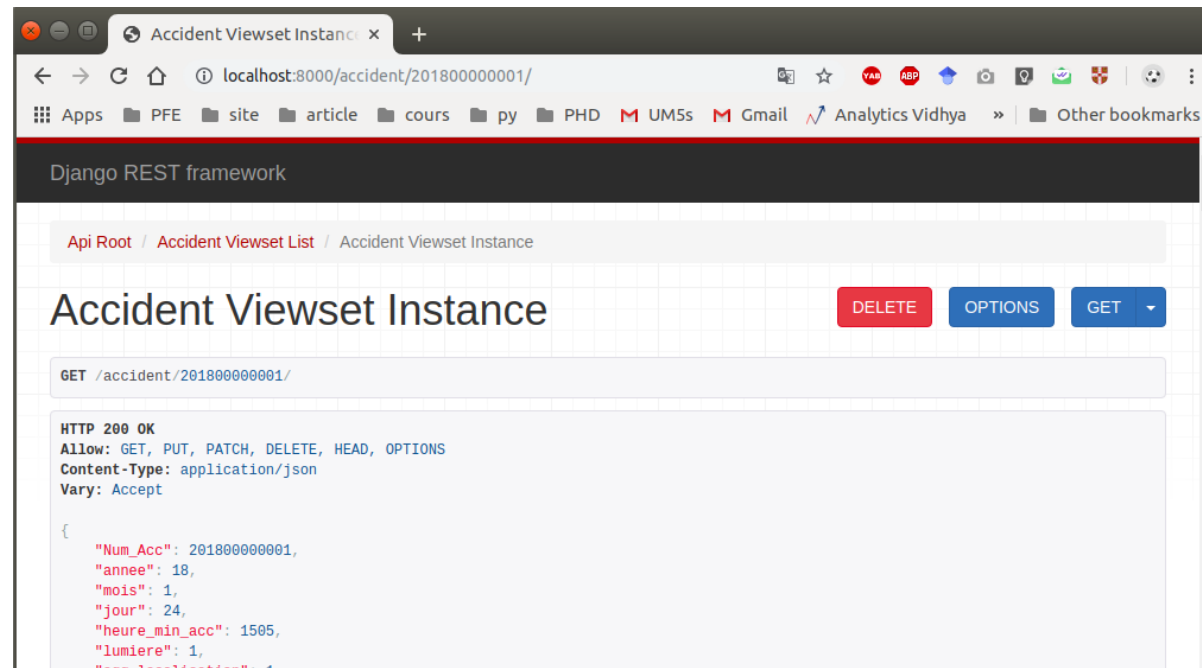 Accident Viewset Instanc
localhost:8000/accident/201800000001/
YAB ABP
Apps PFE site article cours py PHD UM5s Gmail Analytics Vidhya » Other bookmarks
Django REST framework
Api Root / Accident Viewset List / Accident Viewset Instance
Accident Viewset Instance
DELETE OPTIONS GET
GET /accident/201800000001/
HTTP 200 OK
Allow: GET, PUT, PATCH, DELETE, HEAD, OPTIONS
Content-Type: application/json
Vary: Accept
{
"Num_Acc": 201800000001,
"annee": 18,
"mois": 1,
"jour": 24,
"heure_min_acc": 1505,
"lumiere": 1,